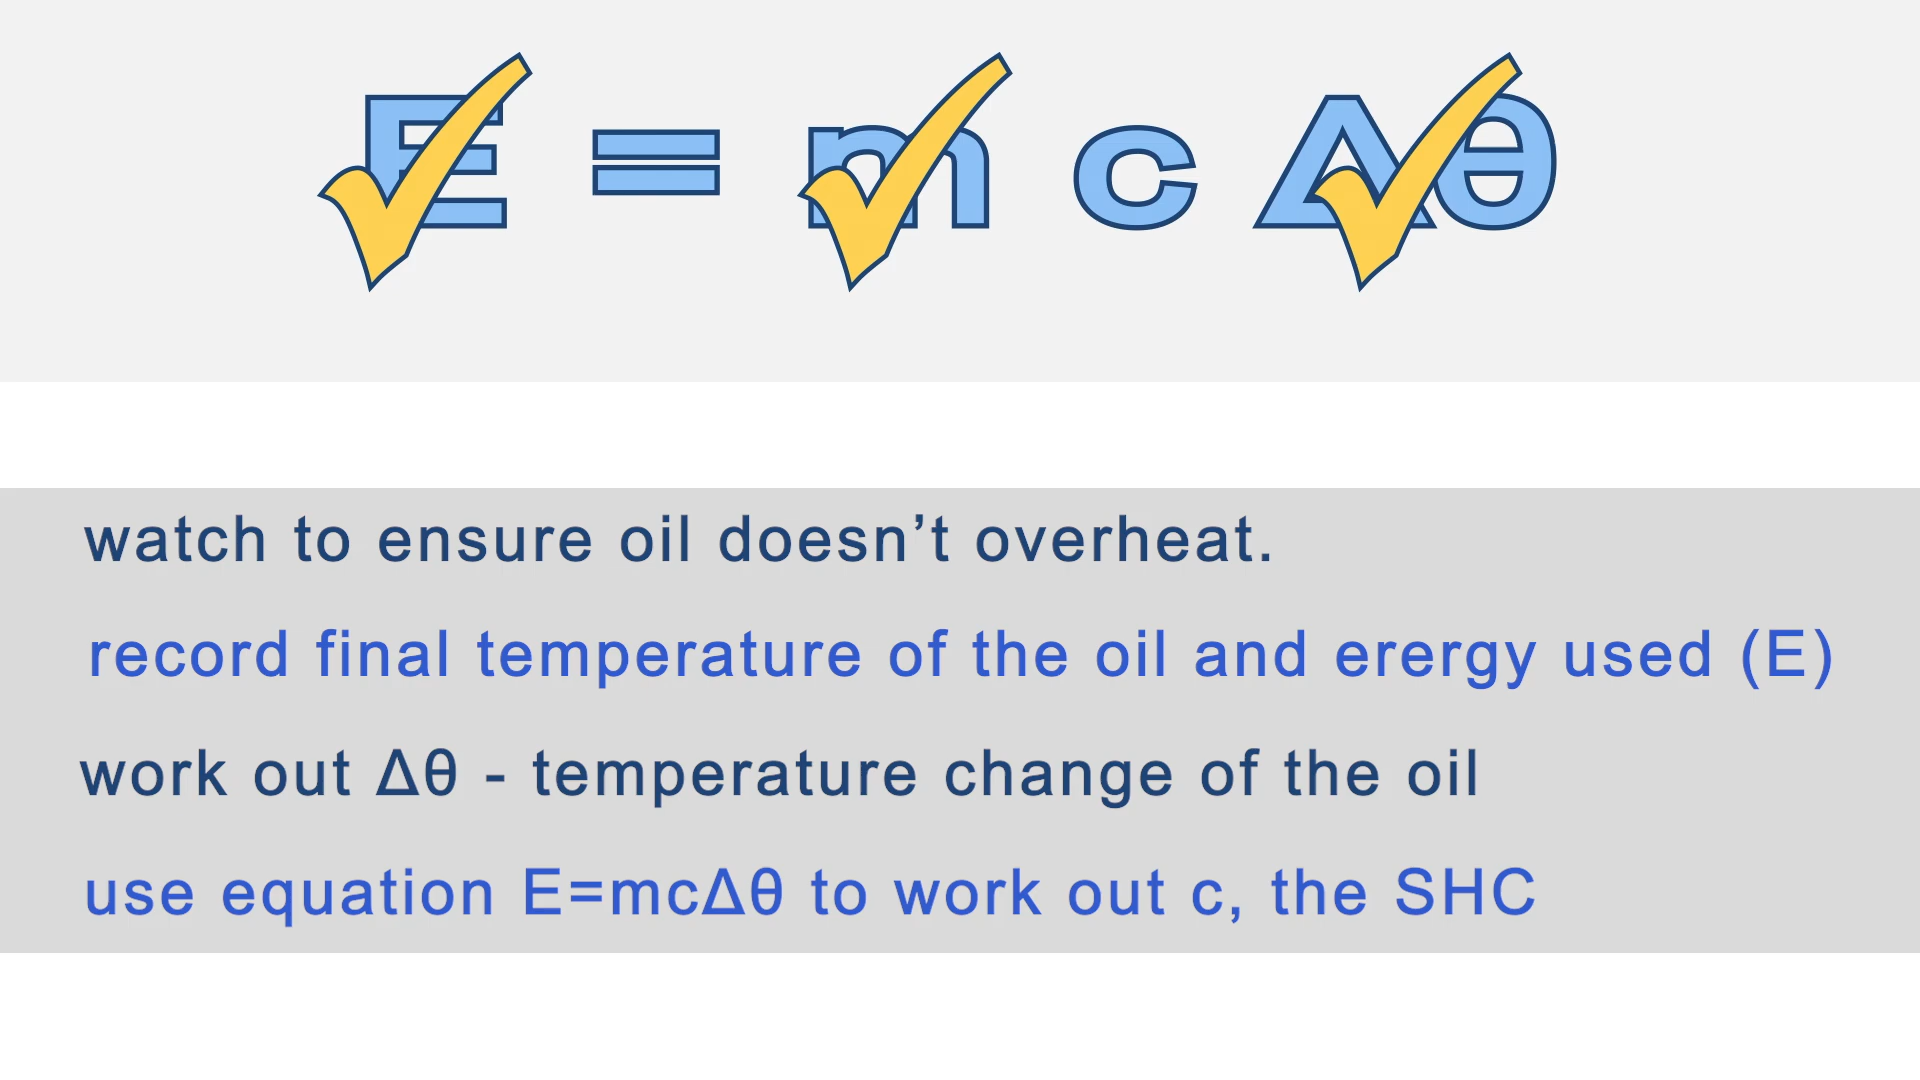 E = m c Δθ
watch to ensure oil doesn’t overheat.
record final temperature of the oil and erergy used (E)
work out Δθ - temperature change of the oil
use equation E=mcΔθ to work out c, the SHC